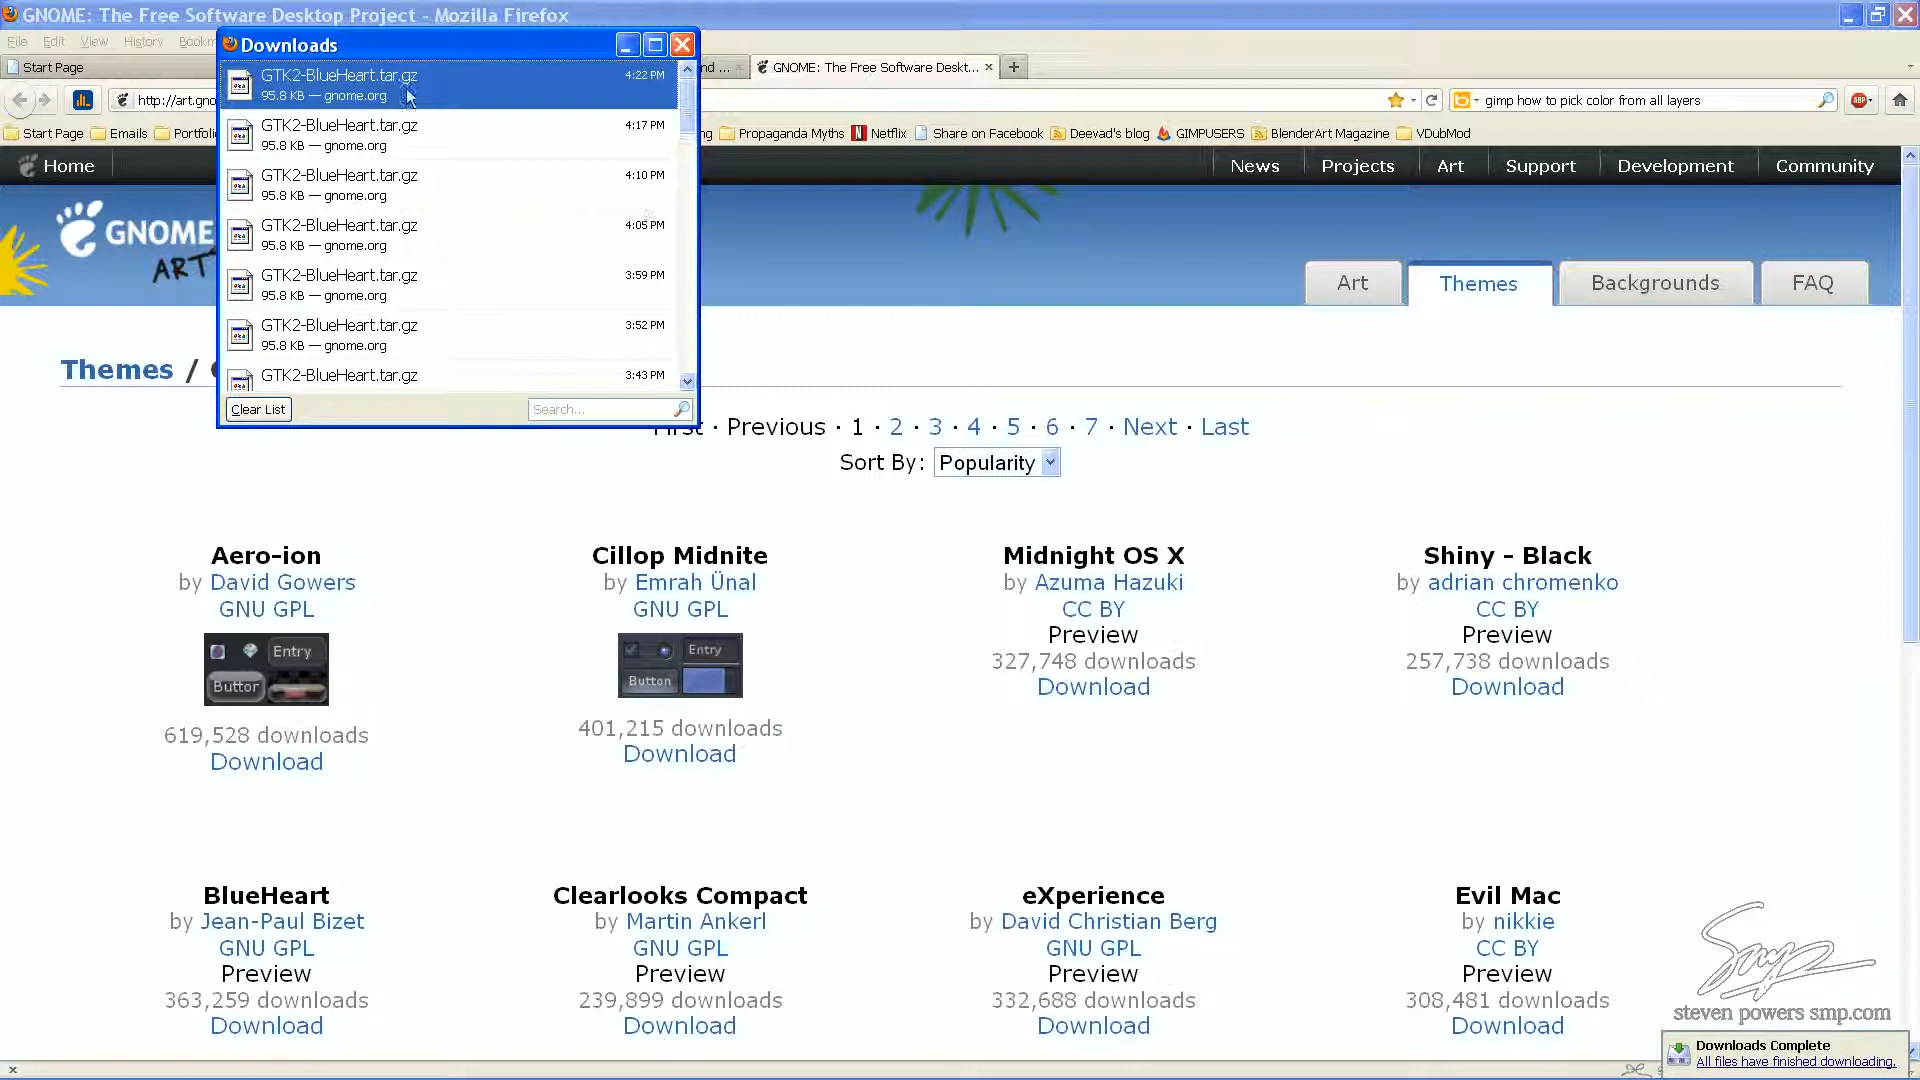 GNOME: The Free Software Desktop Project - Mozilla Firefox
File Edit View History Bookm
Downloads
GTK2-BlueHeart.tar.gz 4:22 PM
95.8 KB — gnome.org
GTK2-BlueHeart.tar.gz 4:17 PM
95.8 KB — gnome.org
GTK2-BlueHeart.tar.gz 4:10 PM
95.8 KB — gnome.org
GTK2-BlueHeart.tar.gz 4:05 PM
95.8 KB — gnome.org
GTK2-BlueHeart.tar.gz 3:59 PM
95.8 KB — gnome.org
GTK2-BlueHeart.tar.gz 3:52 PM
95.8 KB — gnome.org
GTK2-BlueHeart.tar.gz 3:43 PM
Clear List Search...
Start Page nd ... GNOME: The Free Software Deskt...
http://art.gno gimp how to pick color from all layers ABP
Start Page Emails Portfoli ng Propaganda Myths Netflix Share on Facebook Deevad's blog GIMPUSERS BlenderArt Magazine VDubMod
Home News Projects Art Support Development Community
GNOME
ART
Art Themes Backgrounds FAQ
Themes /
First · Previous · 1 · 2 · 3 · 4 · 5 · 6 · 7 · Next · Last
Sort By: Popularity
Aero-ion Cillop Midnite Midnight OS X Shiny - Black
by David Gowers by Emrah Ünal by Azuma Hazuki by adrian chromenko
GNU GPL GNU GPL CC BY CC BY
Entry Entry Preview Preview
Button Button 327,748 downloads 257,738 downloads
Download Download
619,528 downloads 401,215 downloads
Download Download
BlueHeart Clearlooks Compact eXperience Evil Mac
by Jean-Paul Bizet by Martin Ankerl by David Christian Berg by nikkie
GNU GPL GNU GPL GNU GPL CC BY
Preview Preview Preview Preview
363,259 downloads 239,899 downloads 332,688 downloads 308,481 downloads
Download Download Download Download
smp
steven powers smp.com
Downloads Complete
All files have finished downloading.